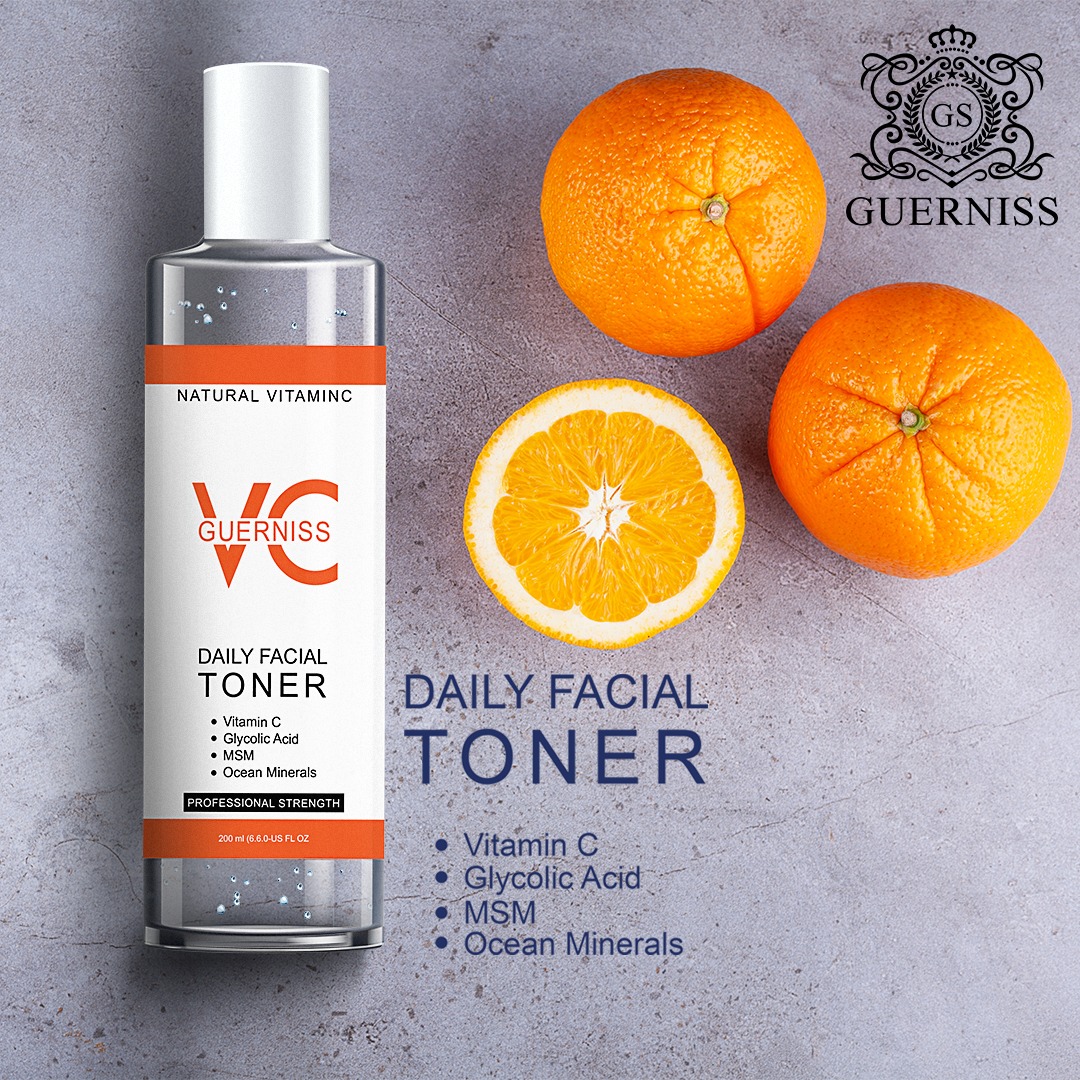 GS
GUERNISS
NATURAL VITAMINC
VC
GUERNISS
DAILY FACIAL
TONER
• Vitamin C
• Glycolic Acid
• MSM
• Ocean Minerals
PROFESSIONAL STRENGTH
200 ml (6.6.0-US FL OZ
DAILY FACIAL
TONER
• Vitamin C
• Glycolic Acid
• MSM
• Ocean Minerals